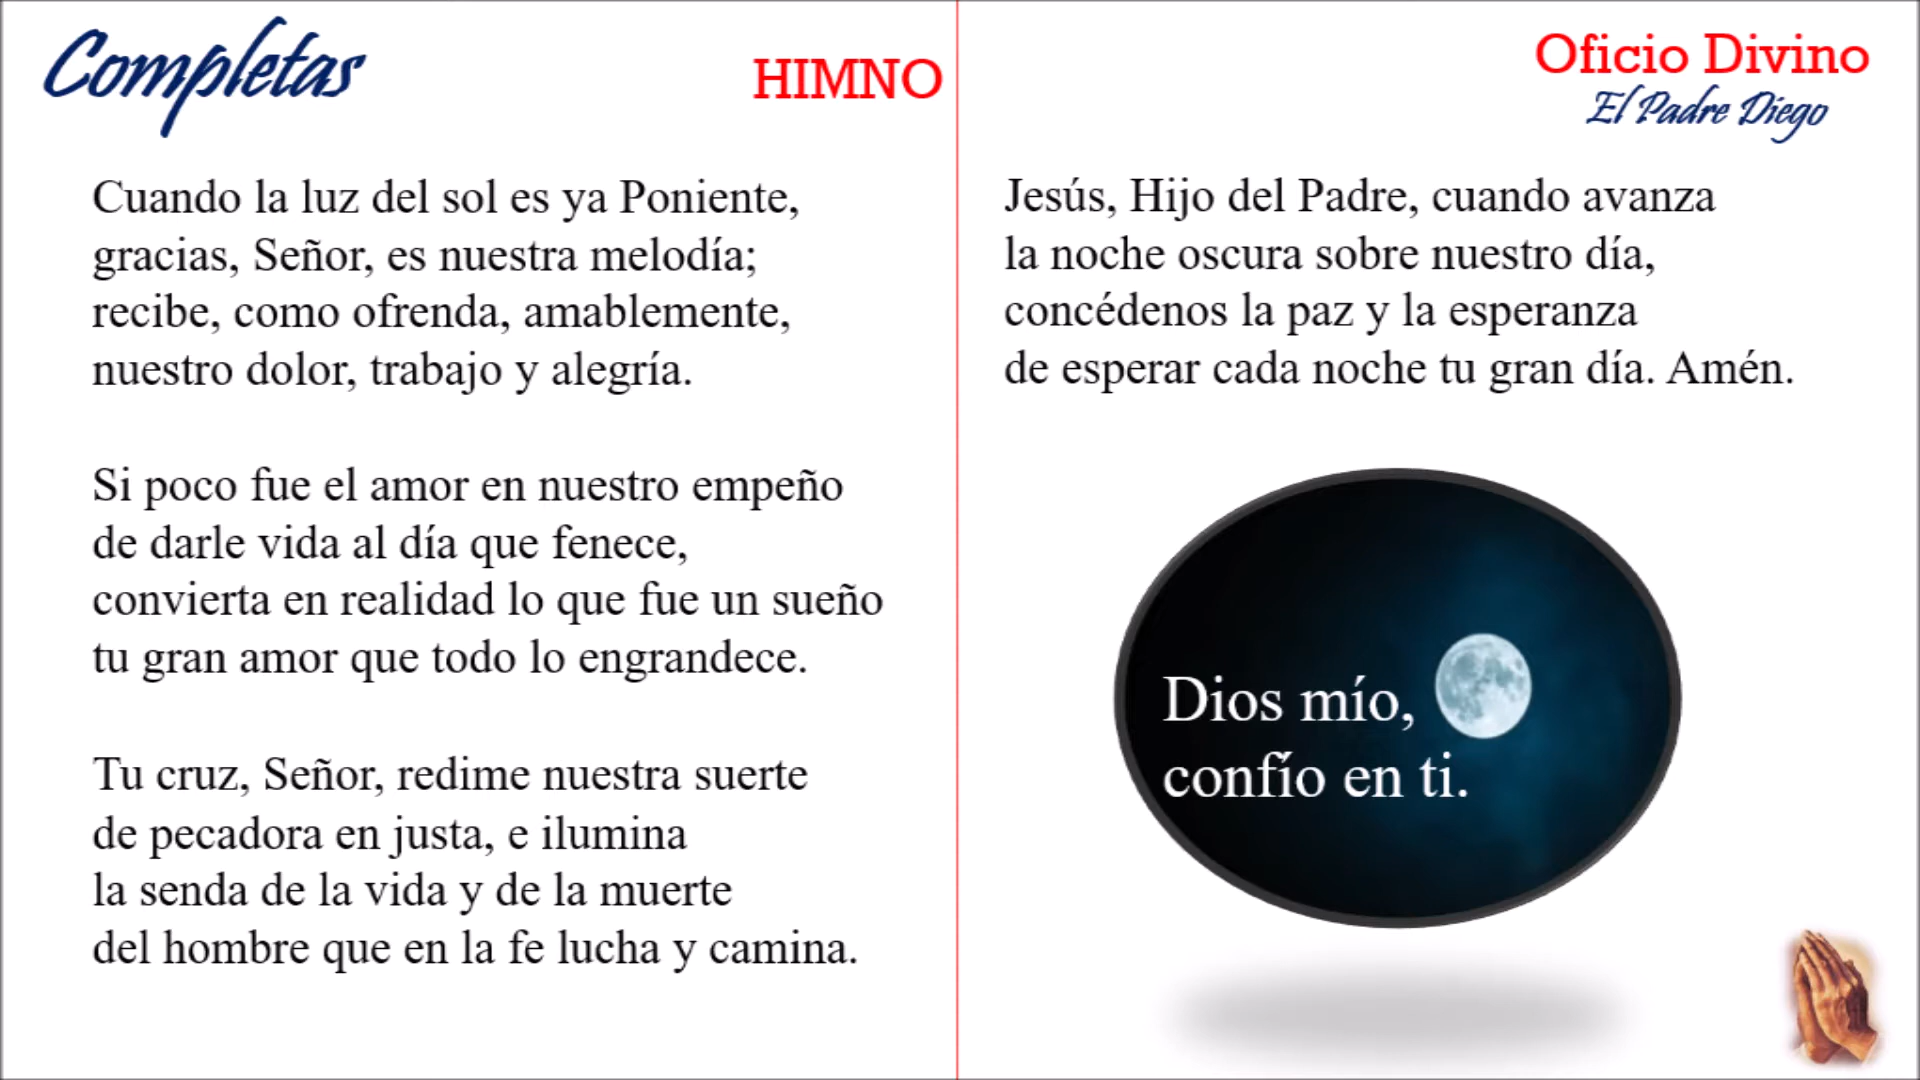 Completas
HIMNO
Cuando la luz del sol es ya Poniente,
gracias, Señor, es nuestra melodía;
recibe, como ofrenda, amablemente,
nuestro dolor, trabajo y alegría.
Si poco fue el amor en nuestro empeño
de darle vida al día que fenece,
convierta en realidad lo que fue un sueño
tu gran amor que todo lo engrandece.
Tu cruz, Señor, redime nuestra suerte
de pecadora en justa, e ilumina
la senda de la vida y de la muerte
del hombre que en la fe lucha y camina.
Oficio Divino
El Padre Diego
Jesús, Hijo del Padre, cuando avanza
la noche oscura sobre nuestro día,
concédenos la paz y la esperanza
de esperar cada noche tu gran día. Amén.
Dios mío,
confío en ti.